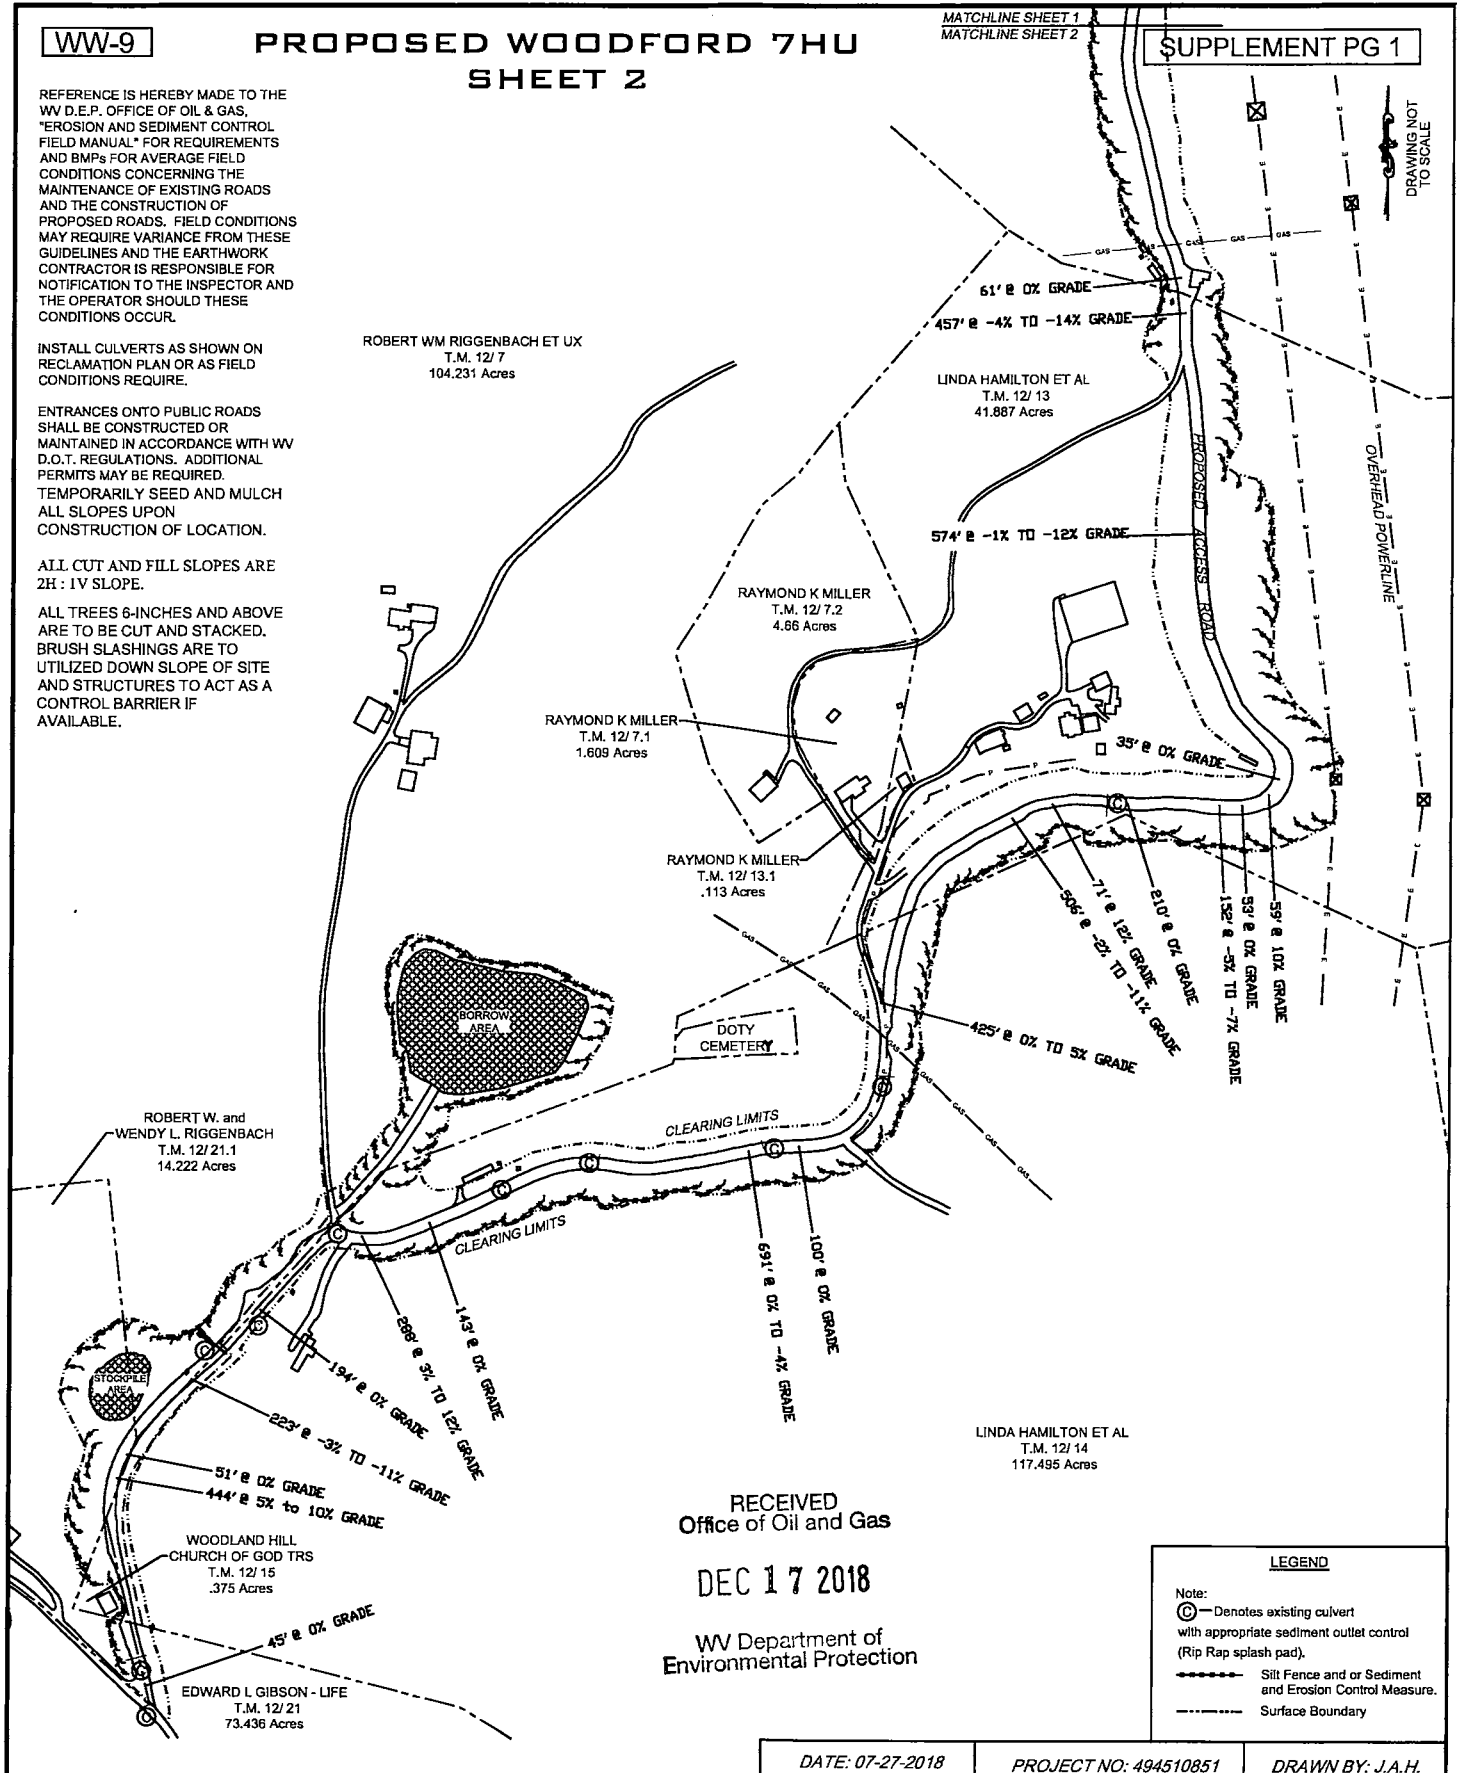 WW-9
PROPOSED WOODFORD 7HU
SHEET 2
MATCHLINE SHEET 1
MATCHLINE SHEET 2
SUPPLEMENT PG 1
DRAWING NOT
TO SCALE
REFERENCE IS HEREBY MADE TO THE
WV D.E.P. OFFICE OF OIL & GAS,
"EROSION AND SEDIMENT CONTROL
FIELD MANUAL" FOR REQUIREMENTS
AND BMPs FOR AVERAGE FIELD
CONDITIONS CONCERNING THE
MAINTENANCE OF EXISTING ROADS
AND THE CONSTRUCTION OF
PROPOSED ROADS. FIELD CONDITIONS
MAY REQUIRE VARIANCE FROM THESE
GUIDELINES AND THE EARTHWORK
CONTRACTOR IS RESPONSIBLE FOR
NOTIFICATION TO THE INSPECTOR AND
THE OPERATOR SHOULD THESE
CONDITIONS OCCUR.
INSTALL CULVERTS AS SHOWN ON
RECLAMATION PLAN OR AS FIELD
CONDITIONS REQUIRE.
ENTRANCES ONTO PUBLIC ROADS
SHALL BE CONSTRUCTED OR
MAINTAINED IN ACCORDANCE WITH WV
D.O.T. REGULATIONS. ADDITIONAL
PERMITS MAY BE REQUIRED.
TEMPORARILY SEED AND MULCH
ALL SLOPES UPON
CONSTRUCTION OF LOCATION.
ALL CUT AND FILL SLOPES ARE
2H : 1V SLOPE.
ALL TREES 6-INCHES AND ABOVE
ARE TO BE CUT AND STACKED.
BRUSH SLASHINGS ARE TO
UTILIZED DOWN SLOPE OF SITE
AND STRUCTURES TO ACT AS A
CONTROL BARRIER IF
AVAILABLE.
ROBERT WM RIGGENBACH ET UX
T.M. 12/ 7
104.231 Acres
GAS GAS GAS GAS GAS
61' @ 0% GRADE
457' @ -4% TO -14% GRADE
LINDA HAMILTON ET AL
T.M. 12/ 13
41.887 Acres
PROPOSED ACCESS ROAD
OVERHEAD POWERLINE
574' @ -1% TO -12% GRADE
RAYMOND K MILLER
T.M. 12/ 7.2
4.66 Acres
RAYMOND K MILLER
T.M. 12/ 7.1
1.609 Acres
35' @ 0% GRADE
RAYMOND K MILLER
T.M. 12/ 13.1
.113 Acres
C
59' @ 10% GRADE
53' @ 0% GRADE
152' @ -5% TO -7% GRADE
210' @ 0% GRADE
71' @ 12% GRADE
506' @ -2% TO -11% GRADE
425' @ 0% TO 5% GRADE
GAS GAS GAS GAS GAS GAS GAS GAS GAS
BORROW
AREA
DOTY
CEMETERY
C
CLEARING LIMITS
ROBERT W. and
WENDY L. RIGGENBACH
T.M. 12/ 21.1
14.222 Acres
C
C
C
C
CLEARING LIMITS
100' @ 0% GRADE
691' @ 0% TO -4% GRADE
143' @ 0% GRADE
288' @ 3% TO 12% GRADE
C
C
194' @ 0% GRADE
223' @ -3% TO -11% GRADE
STOCKPILE
AREA
51' @ 0% GRADE
444' @ 5% to 10% GRADE
LINDA HAMILTON ET AL
T.M. 12/ 14
117.495 Acres
WOODLAND HILL
CHURCH OF GOD TRS
T.M. 12/ 15
.375 Acres
45' @ 0% GRADE
C
C
EDWARD L GIBSON - LIFE
T.M. 12/ 21
73.436 Acres
RECEIVED
Office of Oil and Gas
DEC 17 2018
WV Department of
Environmental Protection
LEGEND
Note:
C — Denotes existing culvert
with appropriate sediment outlet control
(Rip Rap splash pad).
Silt Fence and or Sediment
and Erosion Control Measure.
Surface Boundary
DATE: 07-27-2018
PROJECT NO: 494510851
DRAWN BY: J.A.H.